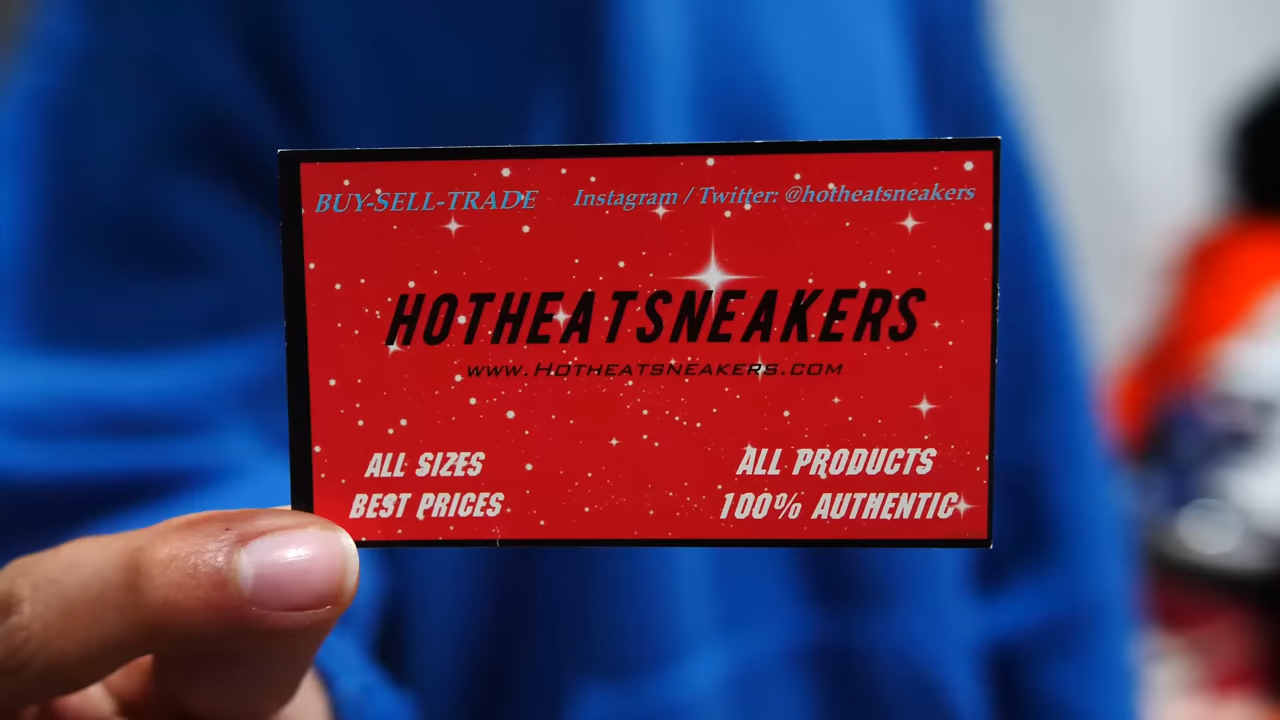 BUY-SELL-TRADE Instagram / Twitter: @hotheatsneakers
HOTHEATSNEAKERS
www.Hotheatsneakers.com
ALL SIZES ALL PRODUCTS
BEST PRICES 100% AUTHENTIC